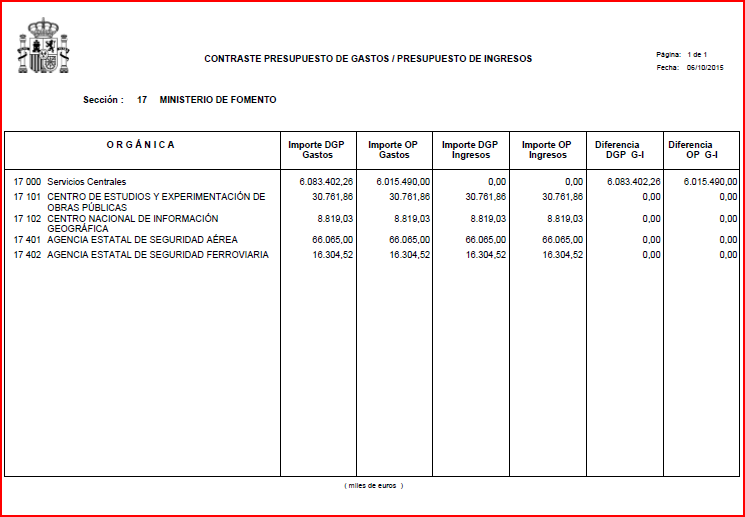 CONTRASTE PRESUPUESTO DE GASTOS / PRESUPUESTO DE INGRESOS
Página: 1 de 1
Fecha: 06/10/2015
Sección : 17 MINISTERIO DE FOMENTO
O R G Á N I C A Importe DGP Gastos Importe OP Gastos Importe DGP Ingresos Importe OP Ingresos Diferencia DGP G-I Diferencia OP G-I
17 000 Servicios Centrales 6.083.402,26 6.015.490,00 0,00 0,00 6.083.402,26 6.015.490,00
17 101 CENTRO DE ESTUDIOS Y EXPERIMENTACIÓN DE 30.761,86 30.761,86 30.761,86 30.761,86 0,00 0,00
OBRAS PÚBLICAS
17 102 CENTRO NACIONAL DE INFORMACIÓN 8.819,03 8.819,03 8.819,03 8.819,03 0,00 0,00
GEOGRÁFICA
17 401 AGENCIA ESTATAL DE SEGURIDAD AÉREA 66.065,00 66.065,00 66.065,00 66.065,00 0,00 0,00
17 402 AGENCIA ESTATAL DE SEGURIDAD FERROVIARIA 16.304,52 16.304,52 16.304,52 16.304,52 0,00 0,00
( miles de euros )